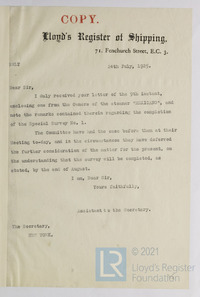 COPY.
Lloyd's Register of Shipping,
71, Fenchurch Street, E.C. 3.
July, 1925.
Dear Sir,
I duly received your letter of the 9th instant,
enclosing one from the Owners of the steamer and
note the remarks contained therein regarding the completion
of the Special Survey No. 1.
The Committee have had the case before them at their
Meeting to-day, and in the circumstances they have deferred
the further consideration of the matter for the present, on
the understanding that the survey will be completed, as
stated, by the end of August.
I am, Dear Sir,
Yours faithfully,
Assistant to the Secretary.
The Secretary,
NEW YORK.
© 2021
Lloyd's Register
Foundation